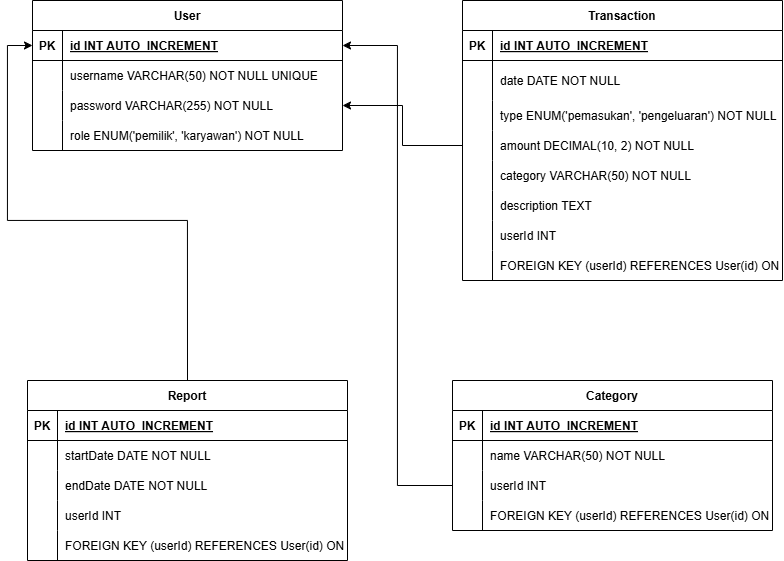 User
PK id INT AUTO_INCREMENT
username VARCHAR(50) NOT NULL UNIQUE
password VARCHAR(255) NOT NULL
role ENUM('pemilik', 'karyawan') NOT NULL
Transaction
PK id INT AUTO_INCREMENT
date DATE NOT NULL
type ENUM('pemasukan', 'pengeluaran') NOT NULL
amount DECIMAL(10, 2) NOT NULL
category VARCHAR(50) NOT NULL
description TEXT
userId INT
FOREIGN KEY (userId) REFERENCES User(id) ON
Report
PK id INT AUTO_INCREMENT
startDate DATE NOT NULL
endDate DATE NOT NULL
userId INT
FOREIGN KEY (userId) REFERENCES User(id) ON
Category
PK id INT AUTO_INCREMENT
name VARCHAR(50) NOT NULL
userId INT
FOREIGN KEY (userId) REFERENCES User(id) ON